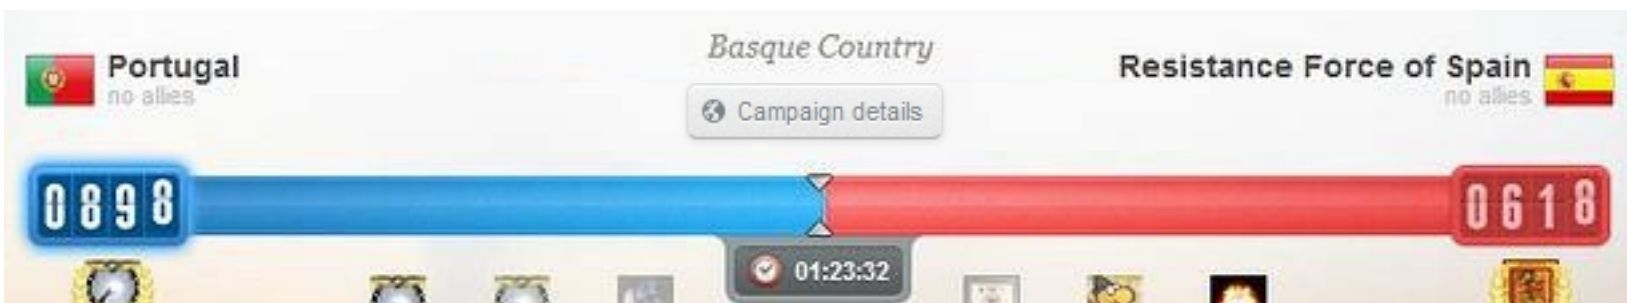 Basque Country
Portugal
no allies
Resistance Force of Spain
no allies
Campaign details
0898
0618
01:23:32